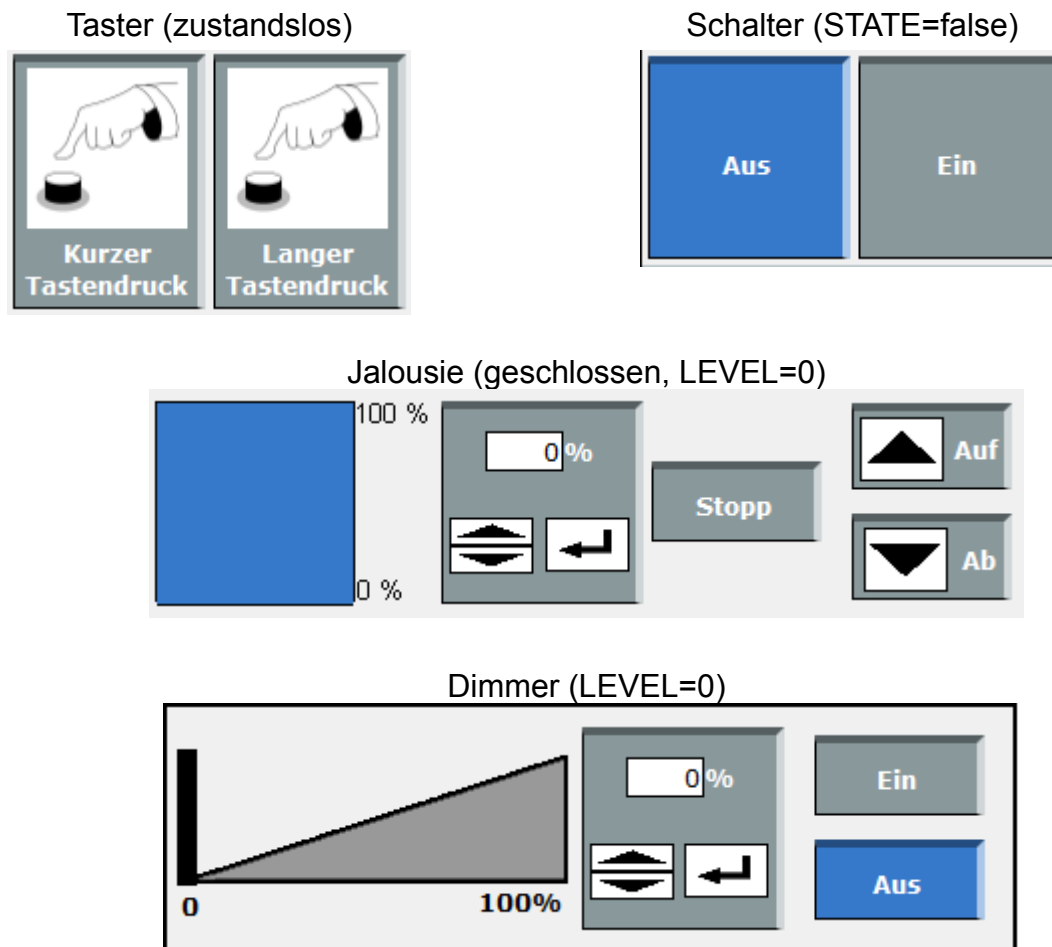 Taster (zustandslos)
Schalter (STATE=false)
Kurzer
Tastendruck
Langer
Tastendruck
Aus
Ein
Jalousie (geschlossen, LEVEL=0)
100 %
0 %
0 %
Stopp
Auf
Ab
Dimmer (LEVEL=0)
0
100%
0 %
Ein
Aus